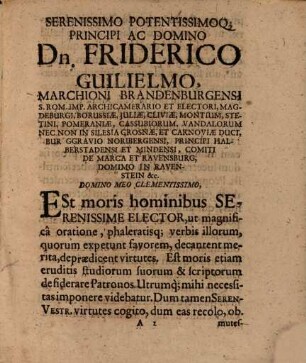 SERENISSIMO POTENTISSIMOQ;
PRINCIPI AC DOMINO
Dn. FRIDERICO
GUILIELMO,
MARCHIONI BRANDENBURGENSI
S. ROM. IMP. ARCHICAMERARIO ET ELECTORI, MAG-
DEBURGI, BORUSSIÆ, JULIÆ, CLIVIÆ, MONTIUM, STE-
TINI, POMERANIÆ, CASSUBIORUM, VANDALORUM
NEC NON IN SILESIA CROSNÆ, ET CARNOVIÆ DUCI,
BURGGRAVIO NORIBERGENSI, PRINCIPI HAL-
BERSTADENSI ET MINDENSI, COMITI
DE MARCA ET RAVENSBURG,
DOMINO IN RAVEN-
STEIN &c.
DOMINO MEO CLEMENTISSIMO,
ESt moris hominibus SE-
RENISSIME ELECTOR, ut magnifi-
câ oratione, phaleratisq; verbis illorum,
quorum expetunt favorem, decantent me-
rita, deprædicent virtutes. Est moris etiam
eruditis studiorum suorum & scriptorum
desiderare Patronos. Utrumq; mihi necessi-
tas imponere videbatur. Dum tamen SEREN-
VESTR. virtutes cogito, dum eas recolo, ob-
A 2 mutes-